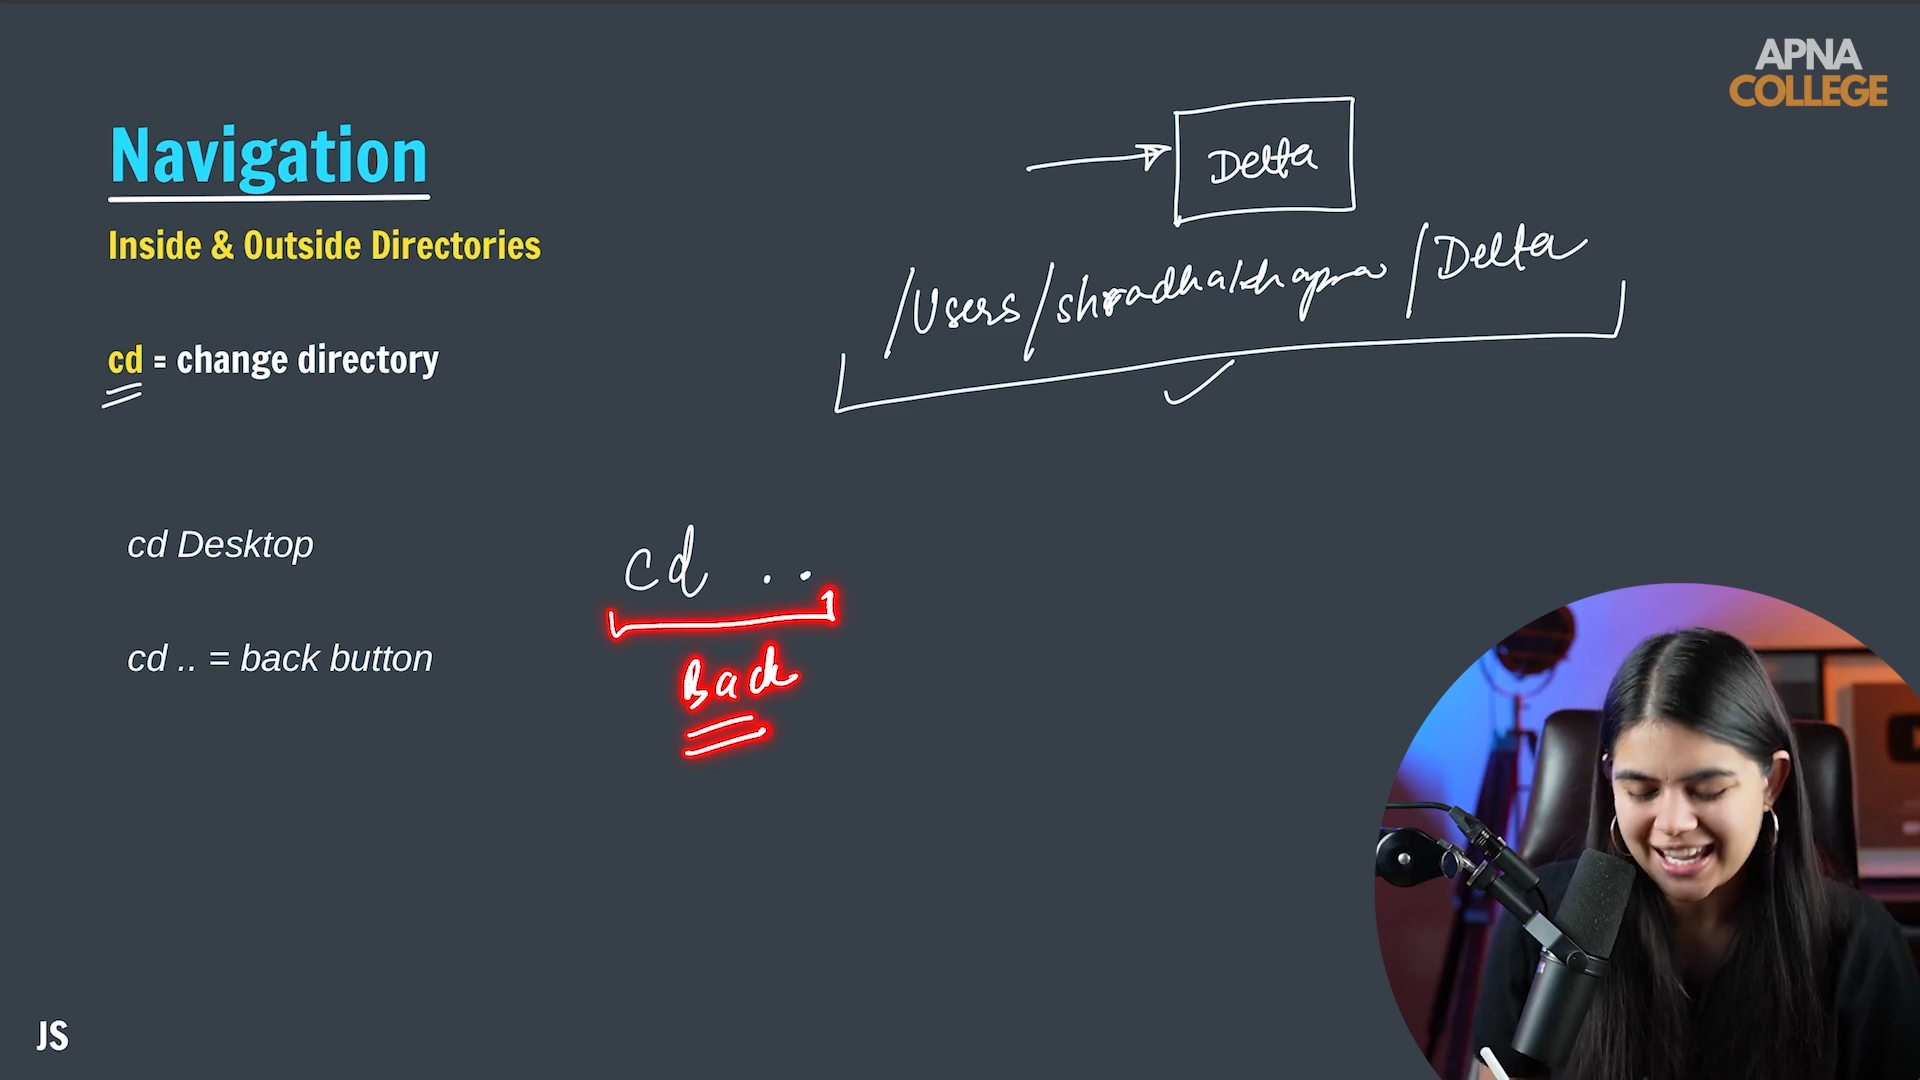 APNA
COLLEGE
Navigation
Inside & Outside Directories
Delta
/Users/shradhakhapra/Delta
cd = change directory
cd Desktop
cd ..
cd .. = back button
Back
JS